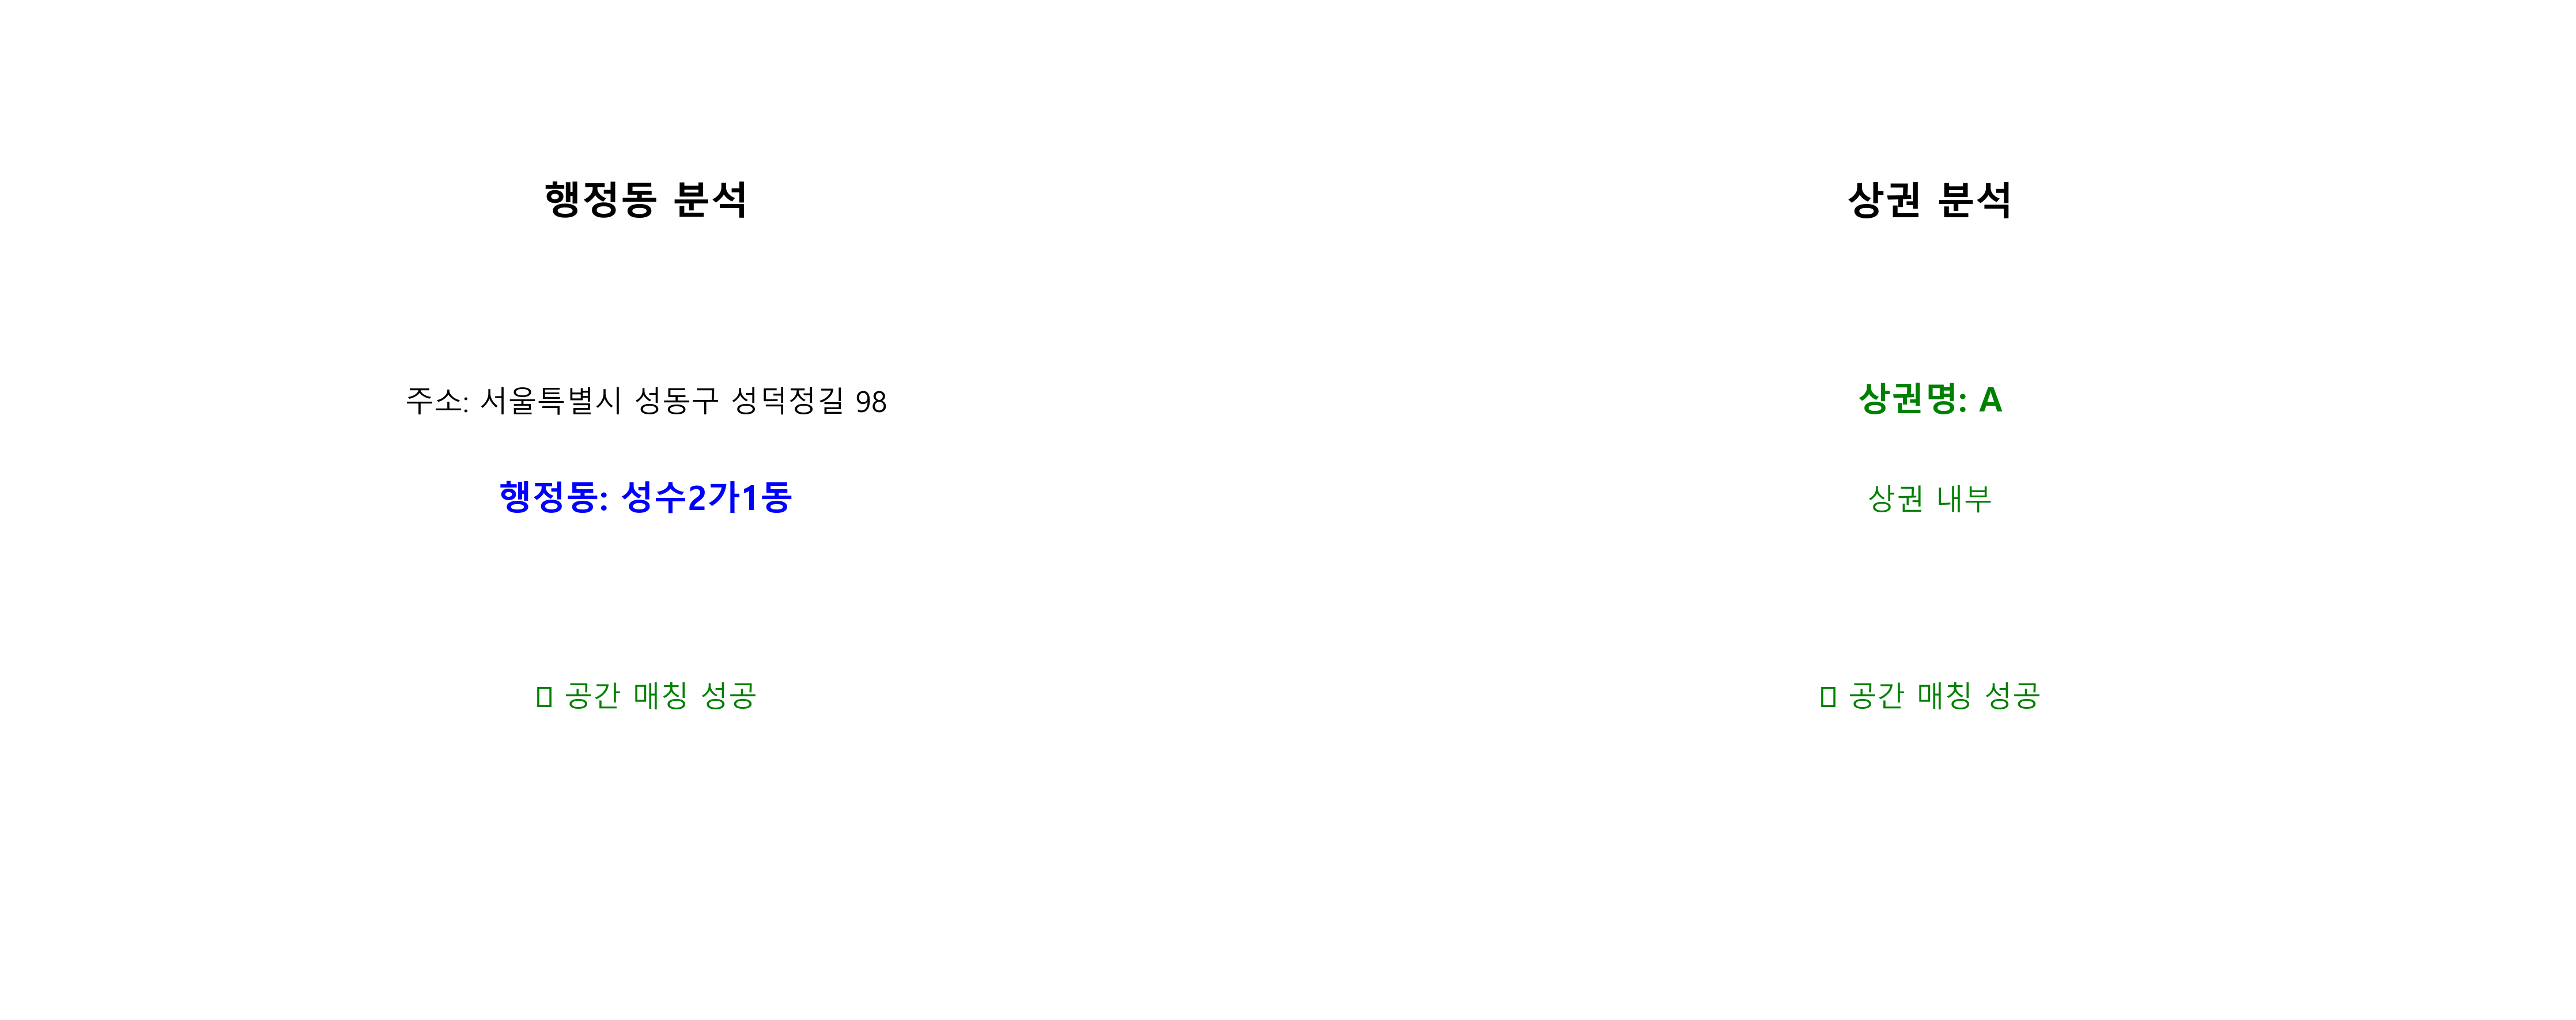 행정동 분석
주소: 서울특별시 성동구 성덕정길 98
행정동: 성수2가1동
▯ 공간 매칭 성공
상권 분석
상권명: A
상권 내부
▯ 공간 매칭 성공